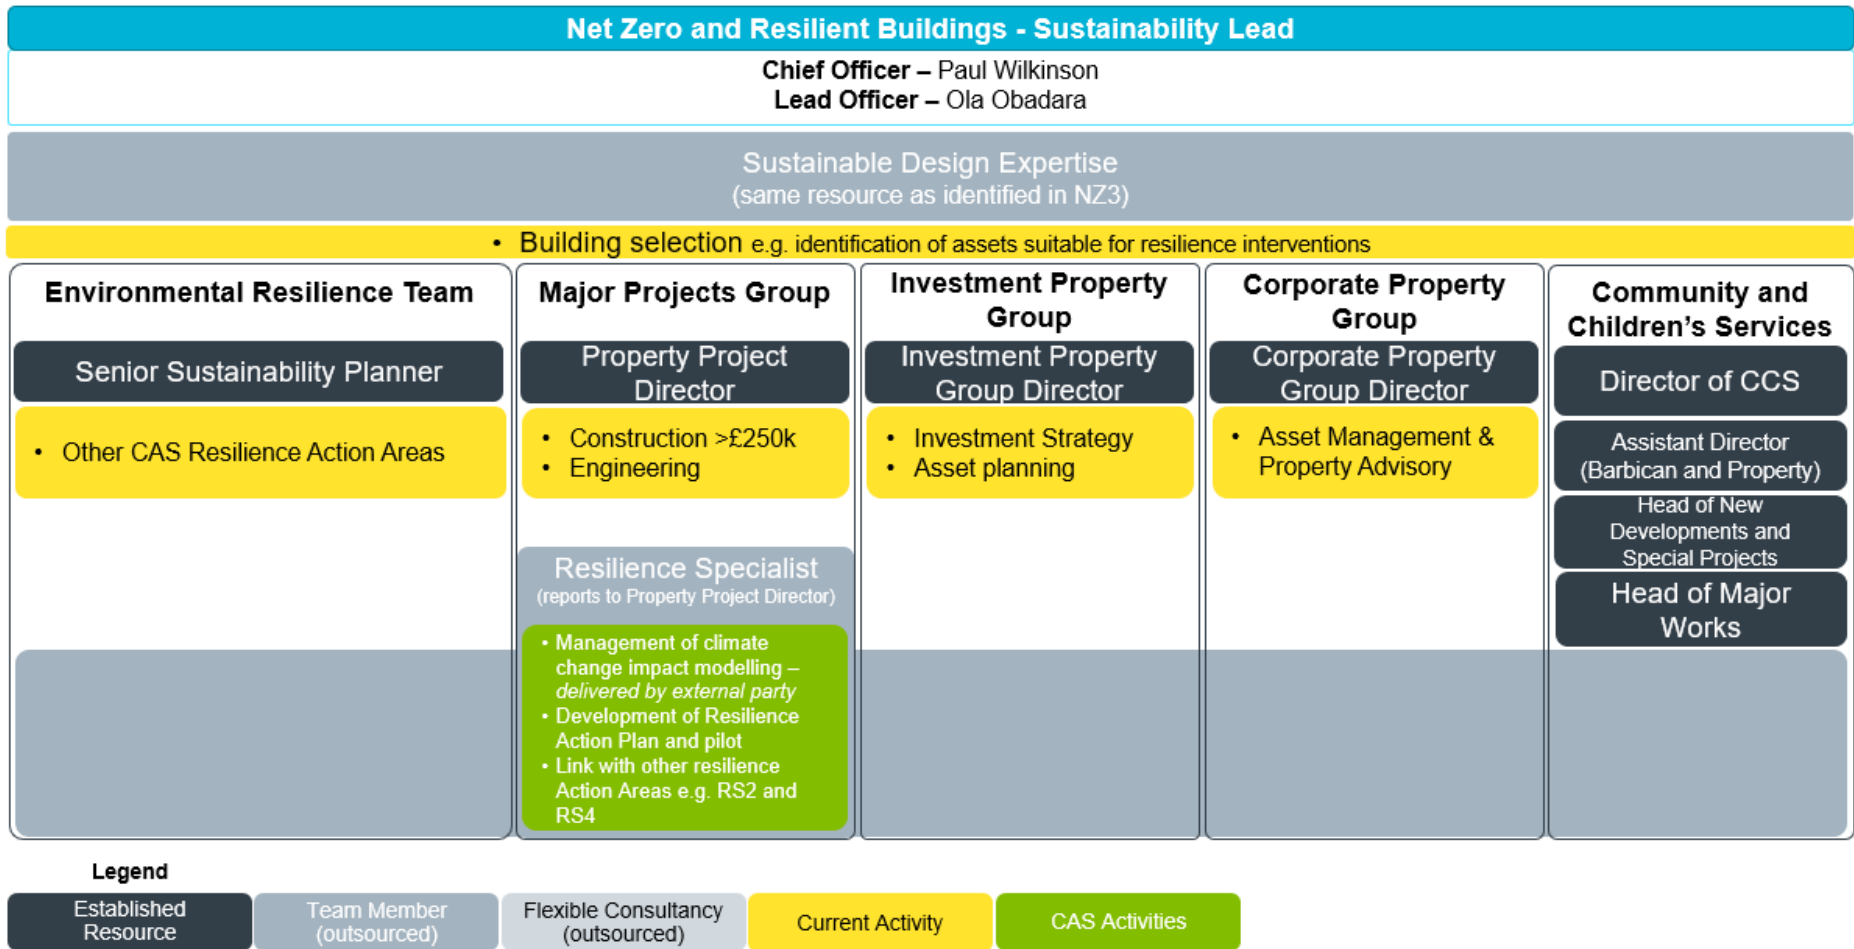 Net Zero and Resilient Buildings - Sustainability Lead
Chief Officer – Paul Wilkinson
Lead Officer – Ola Obadara
Sustainable Design Expertise
(same resource as identified in NZ3)
• Building selection e.g. identification of assets suitable for resilience interventions
Environmental Resilience Team
Senior Sustainability Planner
• Other CAS Resilience Action Areas
Major Projects Group
Property Project
Director
• Construction >£250k
• Engineering
Resilience Specialist
(reports to Property Project Director)
• Management of climate
change impact modelling –
delivered by external party
• Development of Resilience
Action Plan and pilot
• Link with other resilience
Action Areas e.g. RS2 and
RS4
Investment Property
Group
Investment Property
Group Director
• Investment Strategy
• Asset planning
Corporate Property
Group
Corporate Property
Group Director
• Asset Management &
Property Advisory
Community and
Children's Services
Director of CCS
Assistant Director
(Barbican and Property)
Head of New
Developments and
Special Projects
Head of Major
Works
Legend
Established
Resource
Team Member
(outsourced)
Flexible Consultancy
(outsourced)
Current Activity
CAS Activities